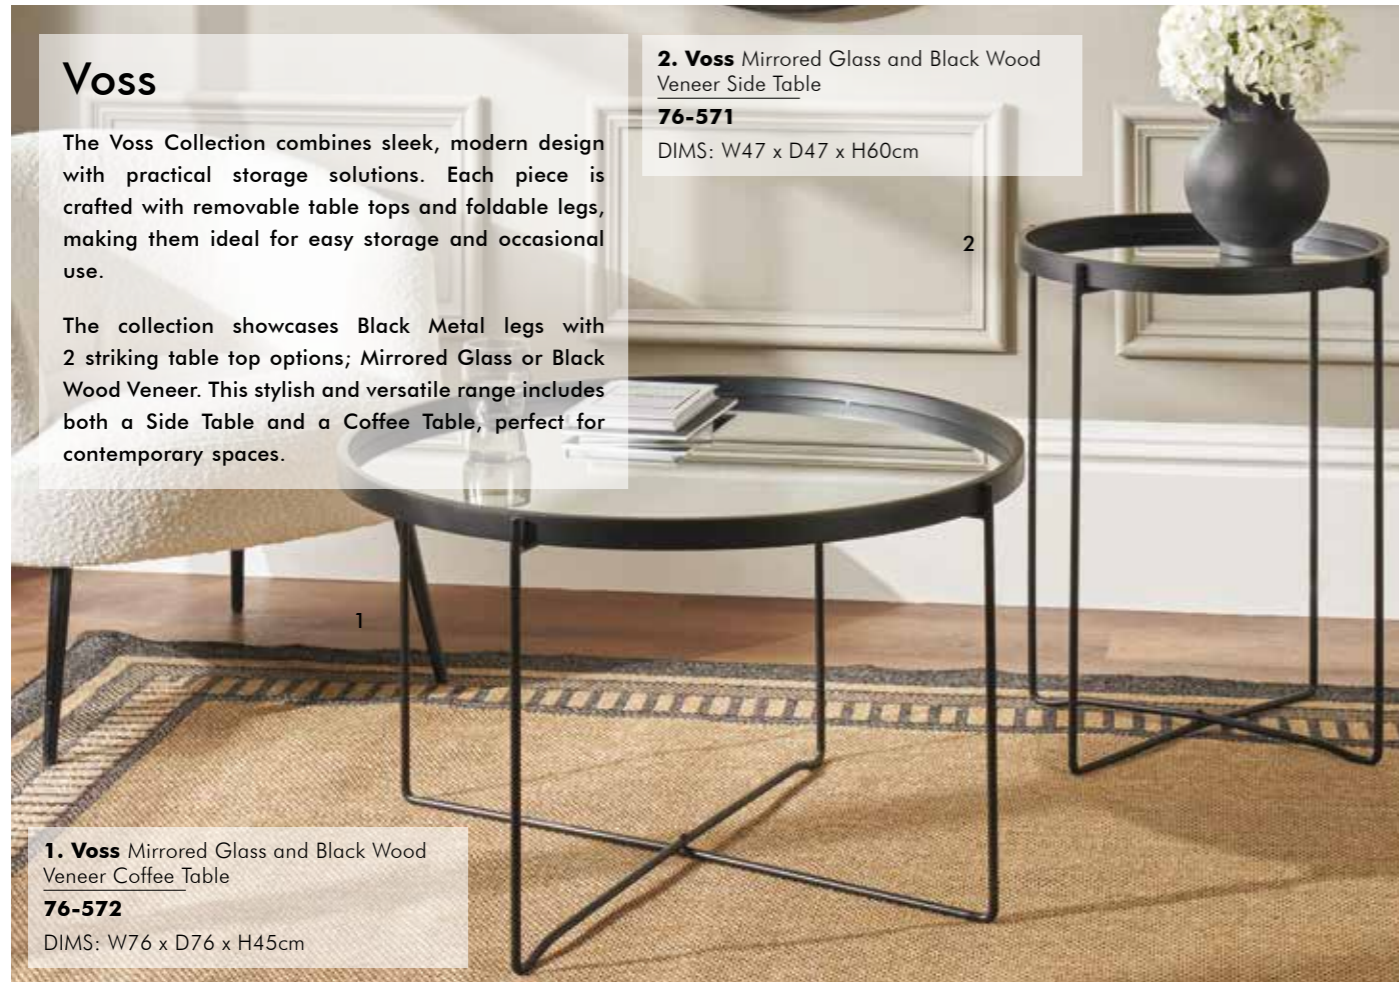 Voss
The Voss Collection combines sleek, modern design
with practical storage solutions. Each piece is
crafted with removable table tops and foldable legs,
making them ideal for easy storage and occasional
use.
The collection showcases Black Metal legs with
2 striking table top options; Mirrored Glass or Black
Wood Veneer. This stylish and versatile range includes
both a Side Table and a Coffee Table, perfect for
contemporary spaces.
2. Voss Mirrored Glass and Black Wood
Veneer Side Table
76-571
DIMS: W47 x D47 x H60cm
2
1
1. Voss Mirrored Glass and Black Wood
Veneer Coffee Table
76-572
DIMS: W76 x D76 x H45cm